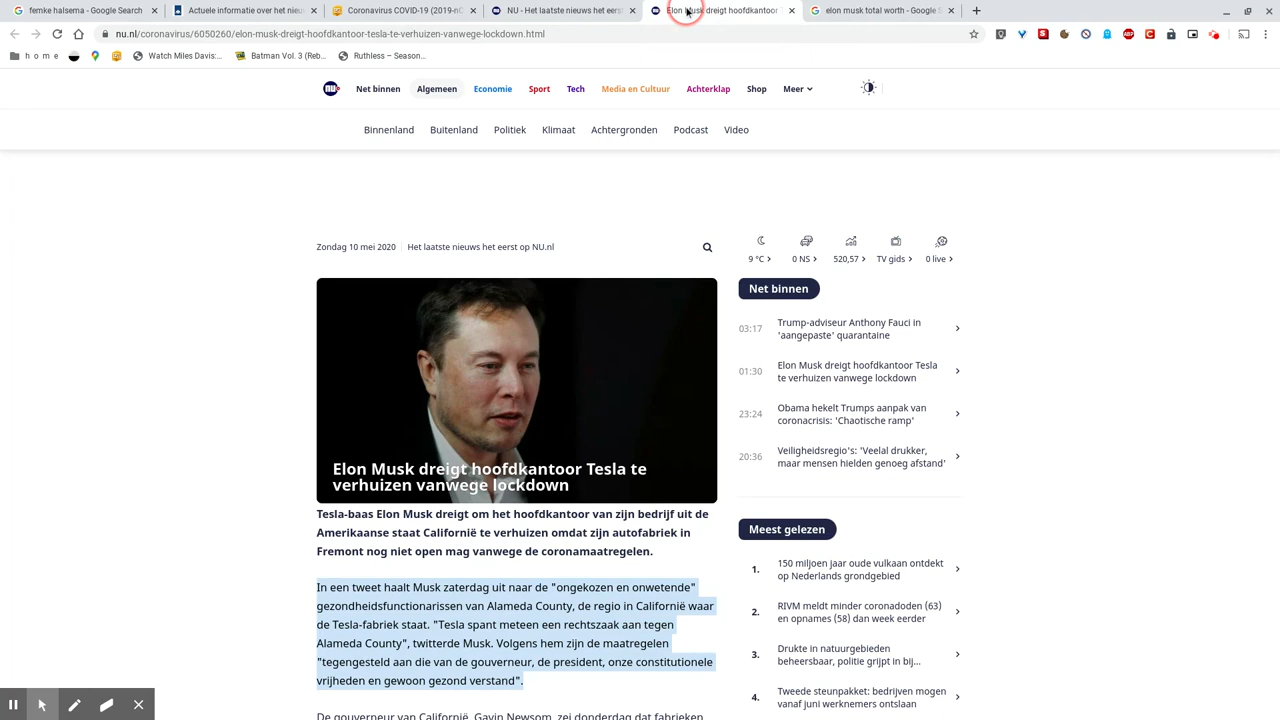 femke halsema - Google Search
Actuele informatie over het nieu
Coronavirus COVID-19 (2019-nC
NU - Het laatste nieuws het eers
Elon Musk dreigt hoofdkantoor T
elon musk total worth - Google S
nu.nl/coronavirus/6050260/elon-musk-dreigt-hoofdkantoor-tesla-te-verhuizen-vanwege-lockdown.html
h o m e
Watch Miles Davis:...
Batman Vol. 3 (Reb...
Ruthless – Season...
NU
Net binnen
Algemeen
Economie
Sport
Tech
Media en Cultuur
Achterklap
Shop
Meer
Binnenland
Buitenland
Politiek
Klimaat
Achtergronden
Podcast
Video
Zondag 10 mei 2020
Het laatste nieuws het eerst op NU.nl
9 °C
0 NS
520,57
TV gids
0 live
Elon Musk dreigt hoofdkantoor Tesla te
verhuizen vanwege lockdown
Tesla-baas Elon Musk dreigt om het hoofdkantoor van zijn bedrijf uit de
Amerikaanse staat Californië te verhuizen omdat zijn autofabriek in
Fremont nog niet open mag vanwege de coronamaatregelen.
In een tweet haalt Musk zaterdag uit naar de "ongekozen en onwetende"
gezondheidsfunctionarissen van Alameda County, de regio in Californië waar
de Tesla-fabriek staat. "Tesla spant meteen een rechtszaak aan tegen
Alameda County", twitterde Musk. Volgens hem zijn de maatregelen
"tegengesteld aan die van de gouverneur, de president, onze constitutionele
vrijheden en gewoon gezond verstand".
De gouverneur van Californië, Gavin Newsom, zei donderdag dat fabrieken
Net binnen
03:17
Trump-adviseur Anthony Fauci in
'aangepaste' quarantaine
01:30
Elon Musk dreigt hoofdkantoor Tesla
te verhuizen vanwege lockdown
23:24
Obama hekelt Trumps aanpak van
coronacrisis: 'Chaotische ramp'
20:36
Veiligheidsregio's: 'Veelal drukker,
maar mensen hielden genoeg afstand'
Meest gelezen
1.
150 miljoen jaar oude vulkaan ontdekt
op Nederlands grondgebied
2.
RIVM meldt minder coronadoden (63)
en opnames (58) dan week eerder
3.
Drukte in natuurgebieden
beheersbaar, politie grijpt in bij...
4.
Tweede steunpakket: bedrijven mogen
vanaf juni werknemers ontslaan